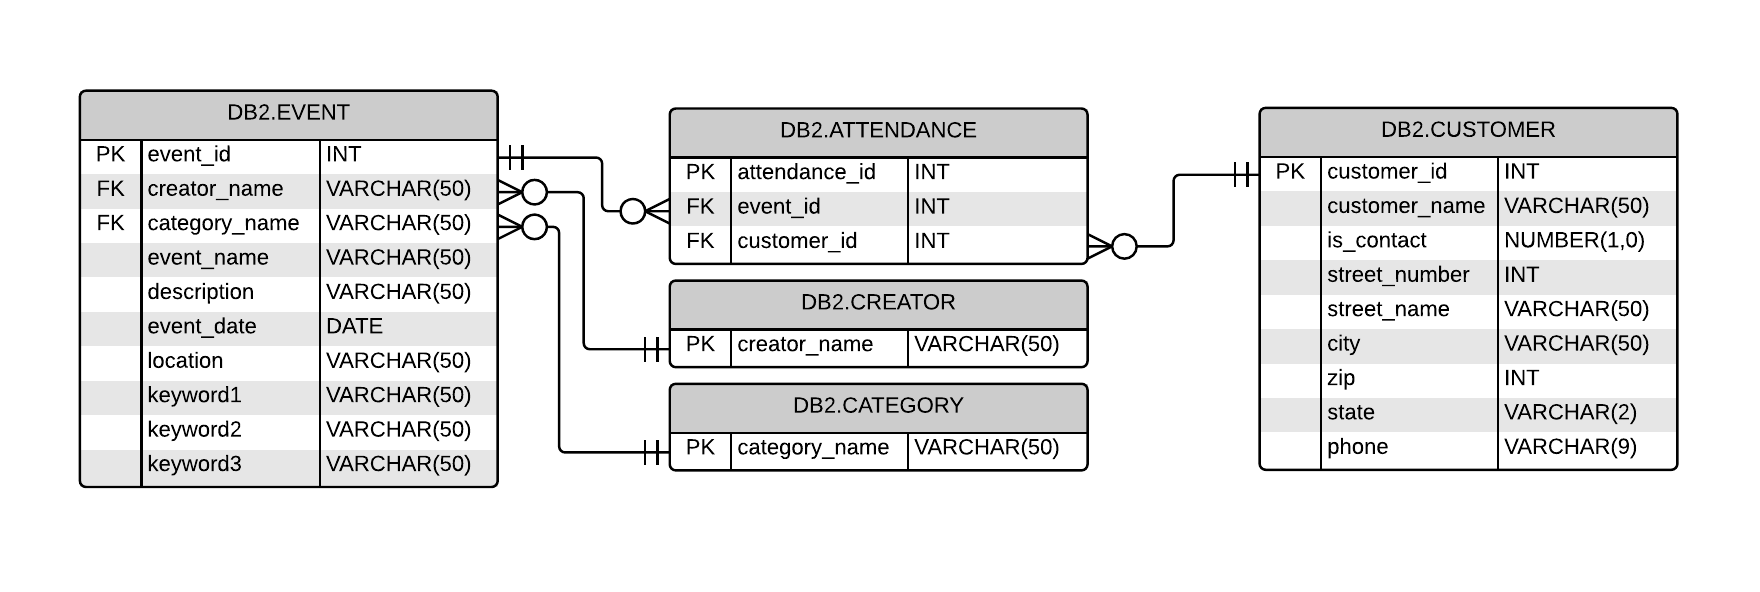 DB2.EVENT
PK event_id INT
FK creator_name VARCHAR(50)
FK category_name VARCHAR(50)
event_name VARCHAR(50)
description VARCHAR(50)
event_date DATE
location VARCHAR(50)
keyword1 VARCHAR(50)
keyword2 VARCHAR(50)
keyword3 VARCHAR(50)
DB2.ATTENDANCE
PK attendance_id INT
FK event_id INT
FK customer_id INT
DB2.CREATOR
PK creator_name VARCHAR(50)
DB2.CATEGORY
PK category_name VARCHAR(50)
DB2.CUSTOMER
PK customer_id INT
customer_name VARCHAR(50)
is_contact NUMBER(1,0)
street_number INT
street_name VARCHAR(50)
city VARCHAR(50)
zip INT
state VARCHAR(2)
phone VARCHAR(9)